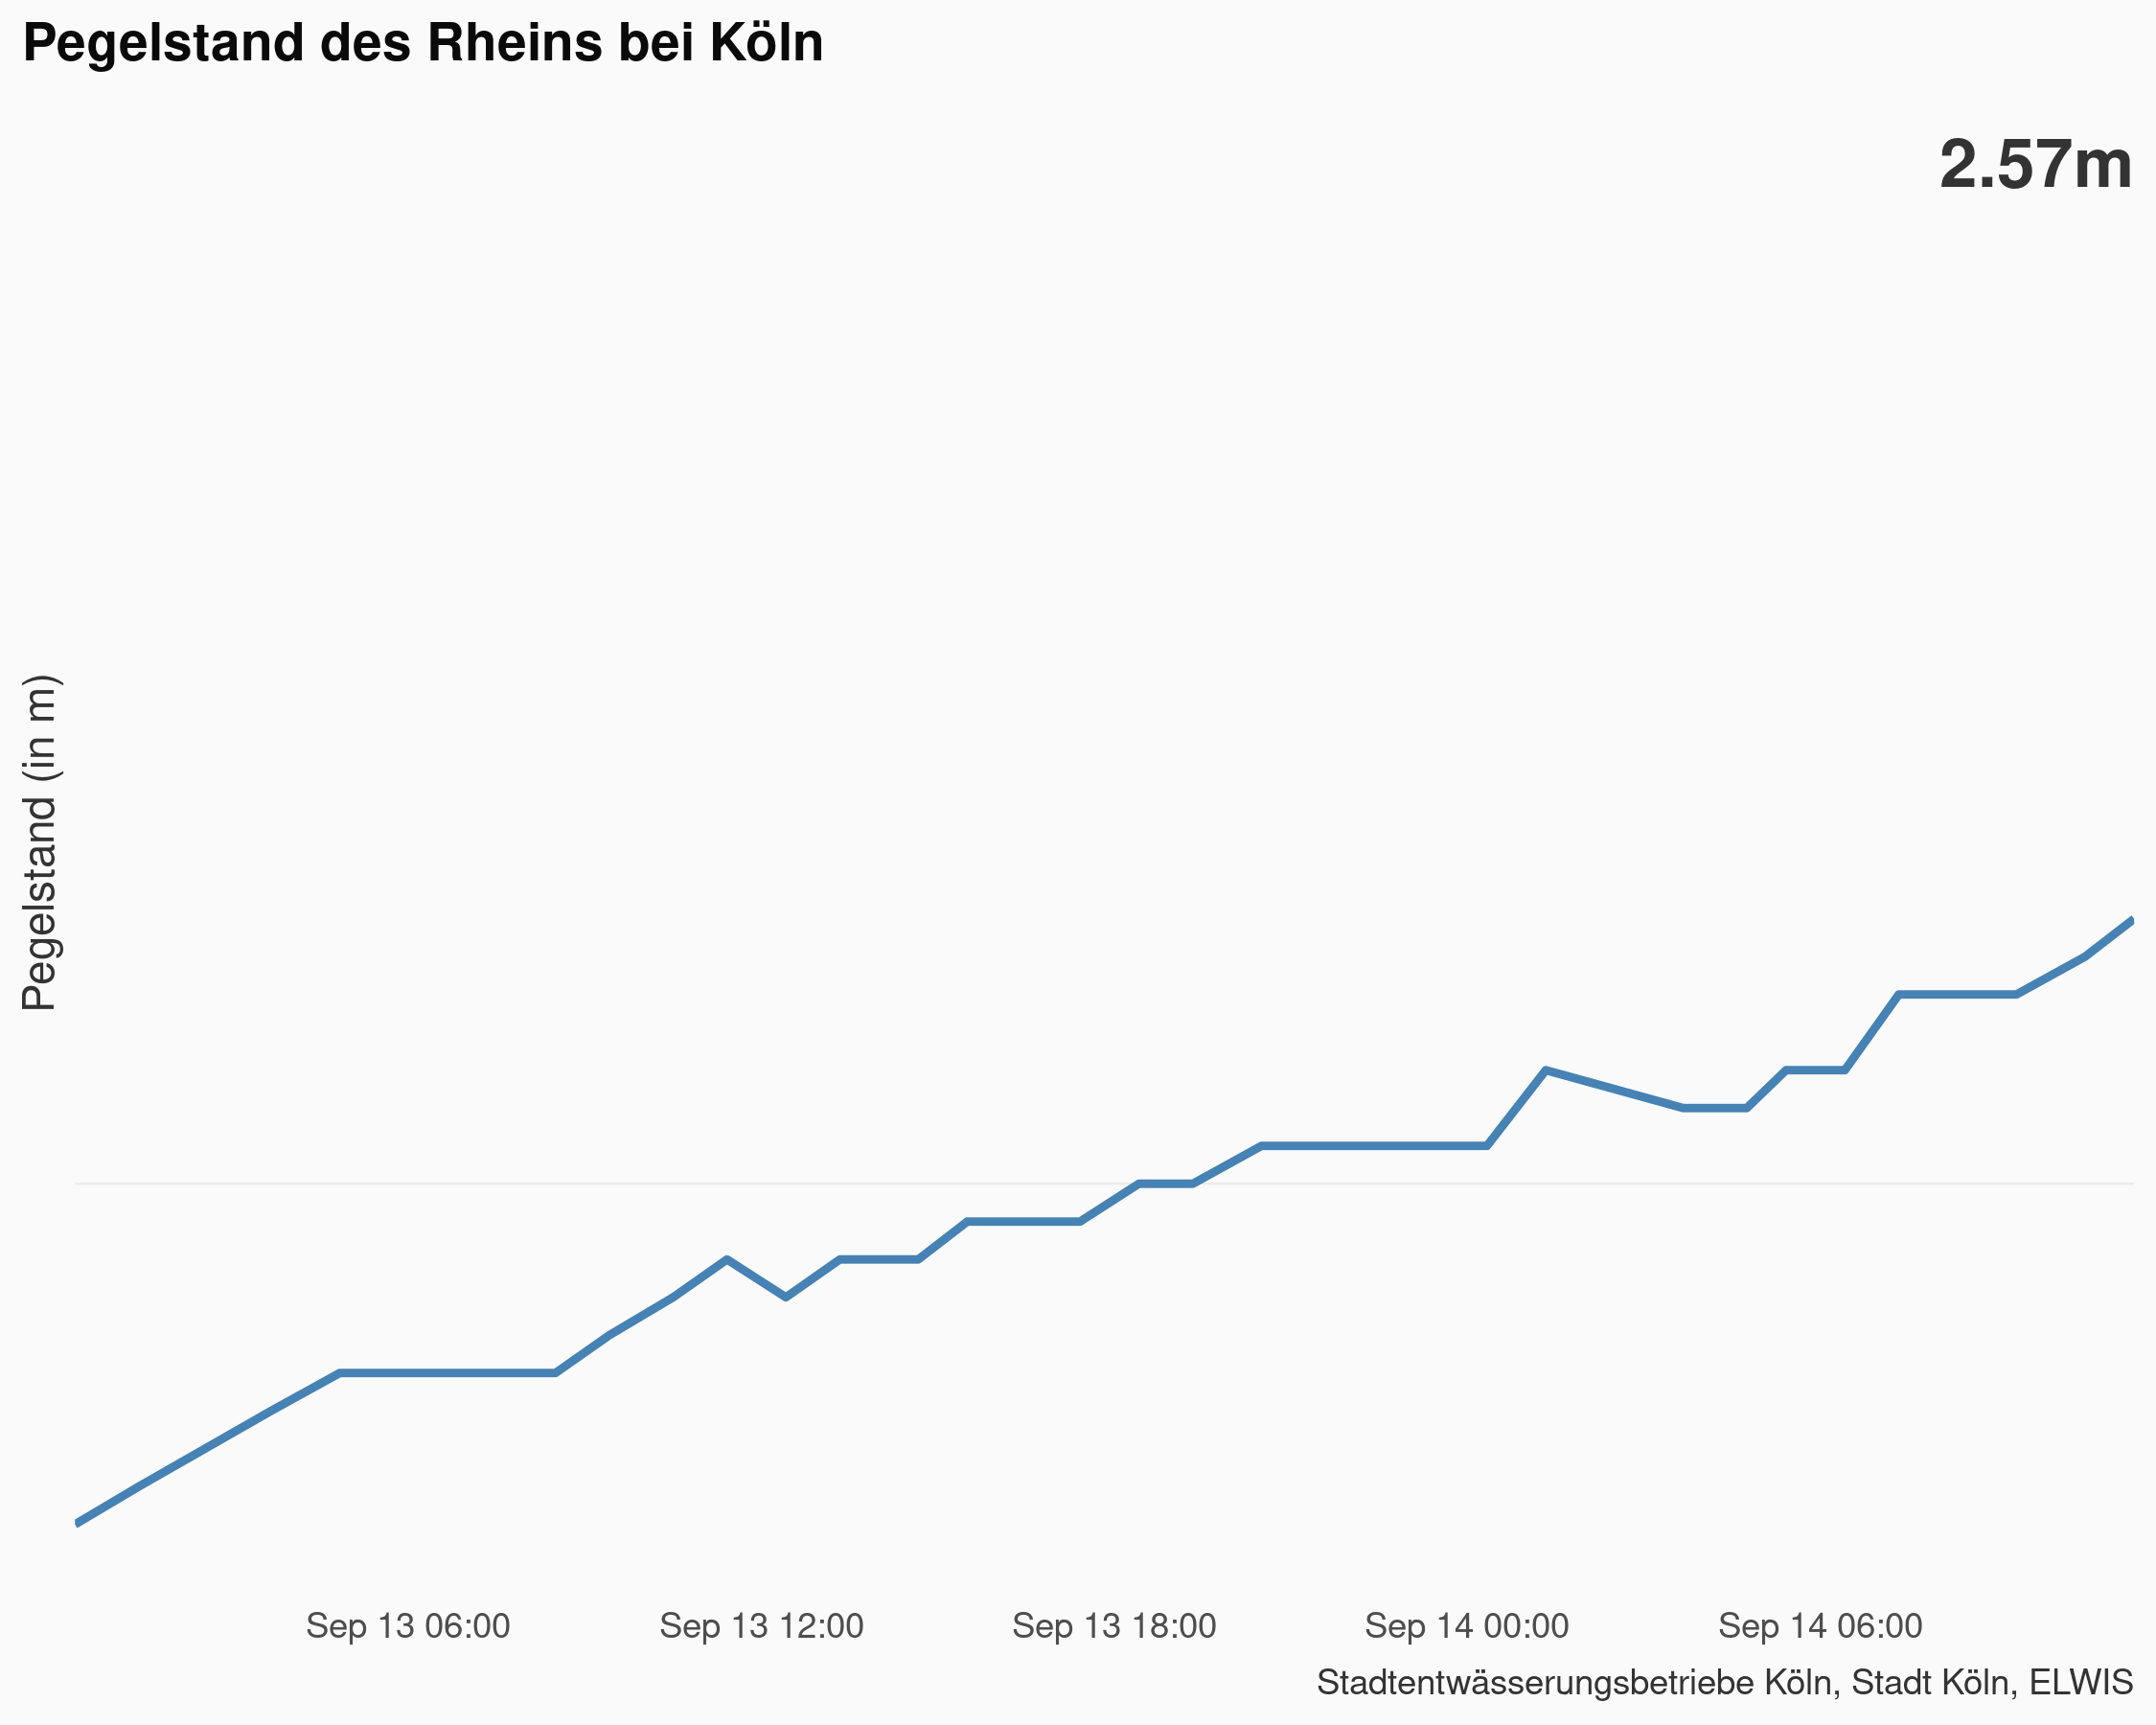 Pegelstand des Rheins bei Köln
2.57m
Pegelstand (in m)
Sep 13 06:00
Sep 13 12:00
Sep 13 18:00
Sep 14 00:00
Sep 14 06:00
Stadtentwässerungsbetriebe Köln, Stadt Köln, ELWIS